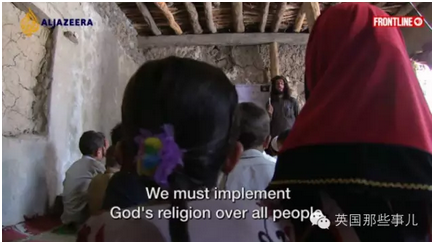 ALJAZEERA
FRONTLINE
We must implement
God's religion over all people.
英国那些事儿